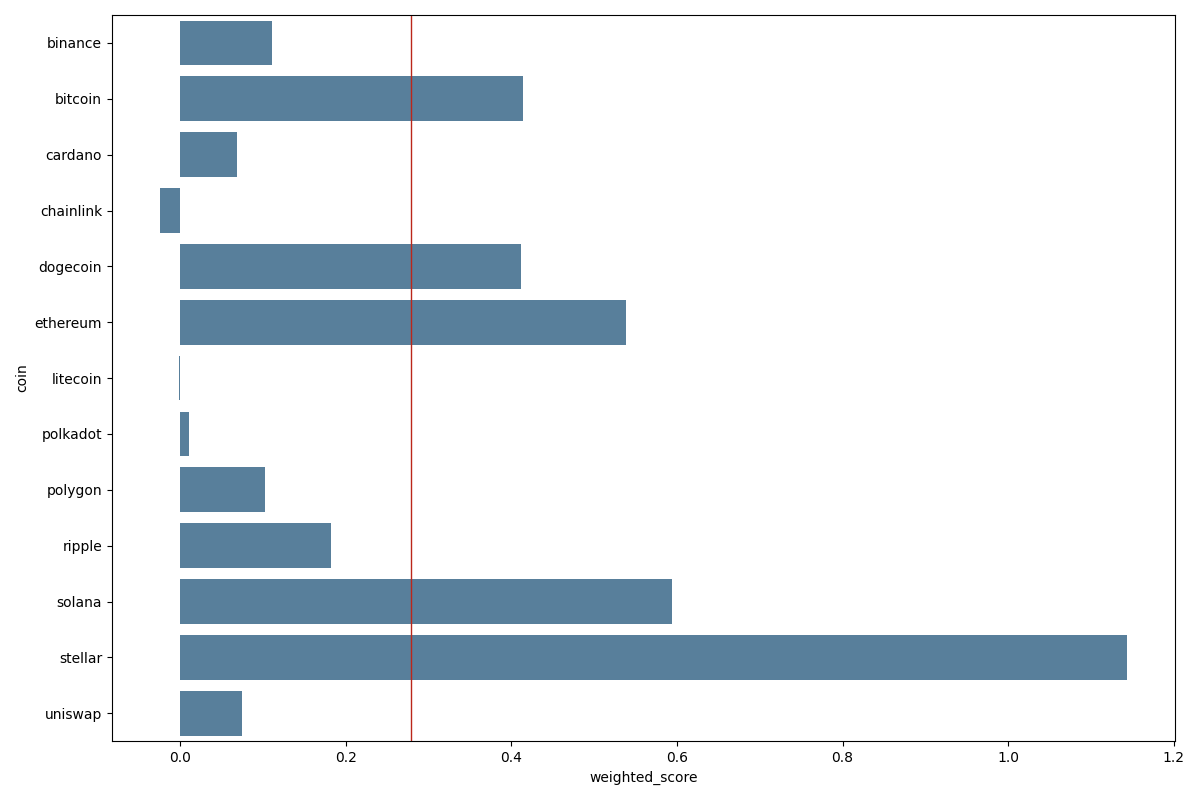 binance
bitcoin
cardano
chainlink
dogecoin
ethereum
litecoin
polkadot
polygon
ripple
solana
stellar
uniswap
coin
0.0 0.2 0.4 0.6 0.8 1.0 1.2
weighted_score